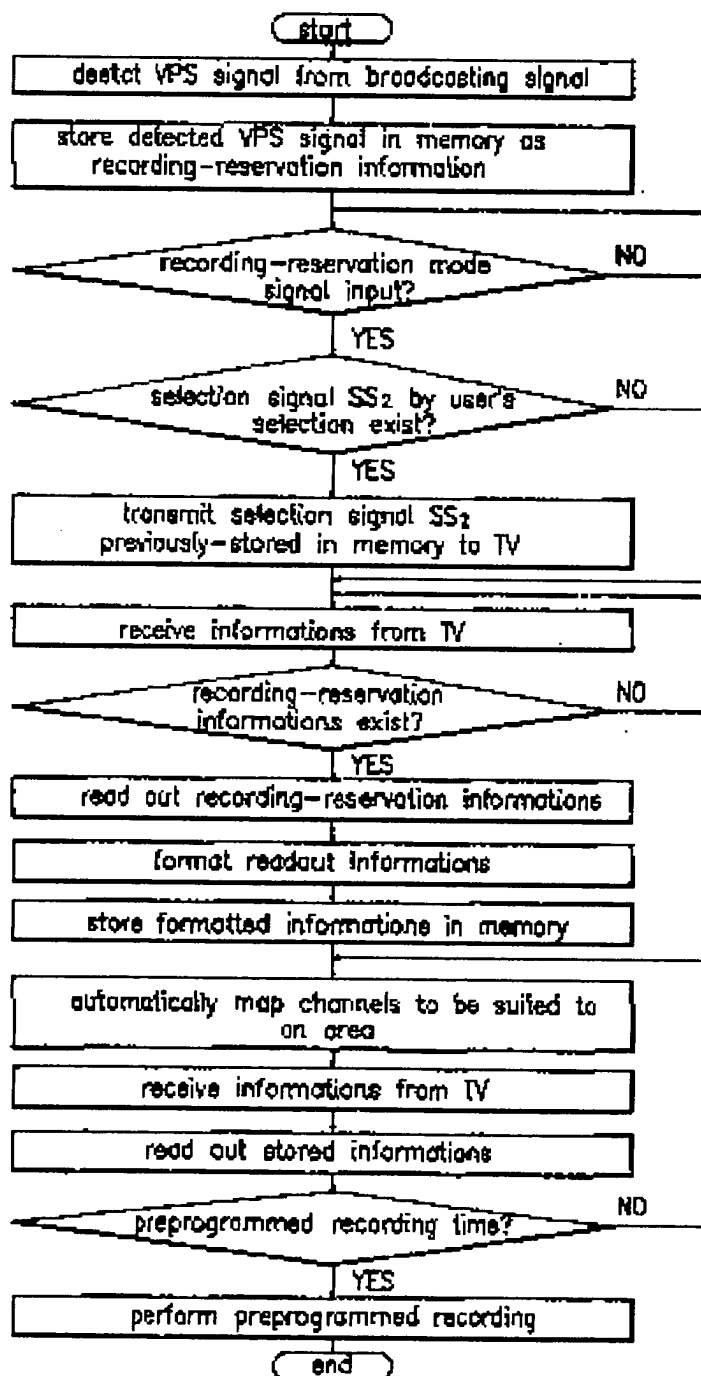 start
destct VPS signal from broadcasting signal
store detected VPS signal in memory as
recording-reservation information
recording-reservation mode
signal input?
NO
YES
selection signal SS2 by user's
selection exist?
NO
YES
transmit selection signal SS2
previously-stored in memory to TV
receive informations from TV
recording-reservation
informations exist?
NO
YES
read out recording-reservation informations
format readout informations
store formatted informations in memory
automatically map channels to be suited to
an area
receive informations from TV
read out stored informations
preprogrammed recording time?
NO
YES
perform preprogrammed recording
end